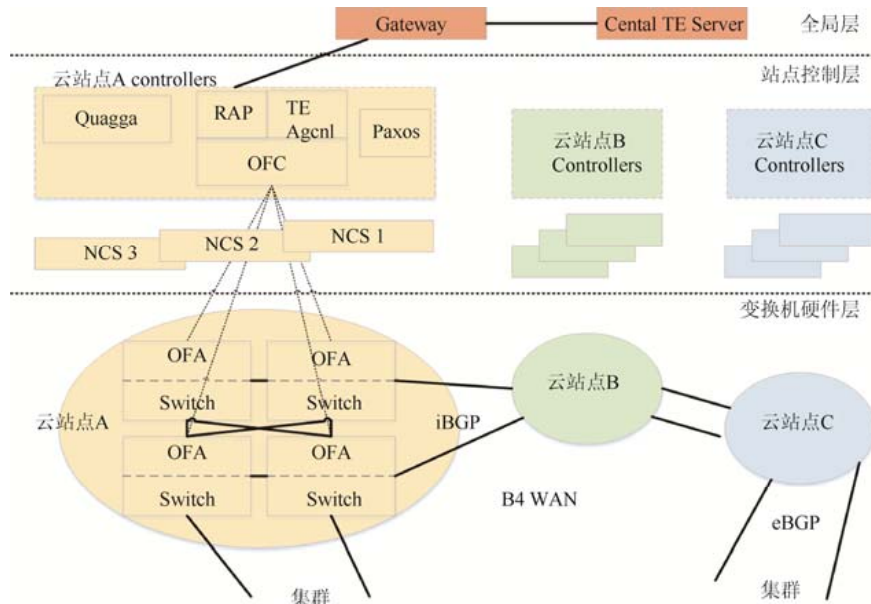 Gateway
Cental TE Server
全局层
云站点A controllers
站点控制层
Quagga
RAP
TE
Agcnl
Paxos
OFC
云站点B
Controllers
云站点C
Controllers
NCS 1
NCS 2
NCS 3
变换机硬件层
OFA
OFA
Switch
Switch
云站点A
OFA
OFA
Switch
Switch
iBGP
云站点B
云站点C
B4 WAN
eBGP
集群
集群